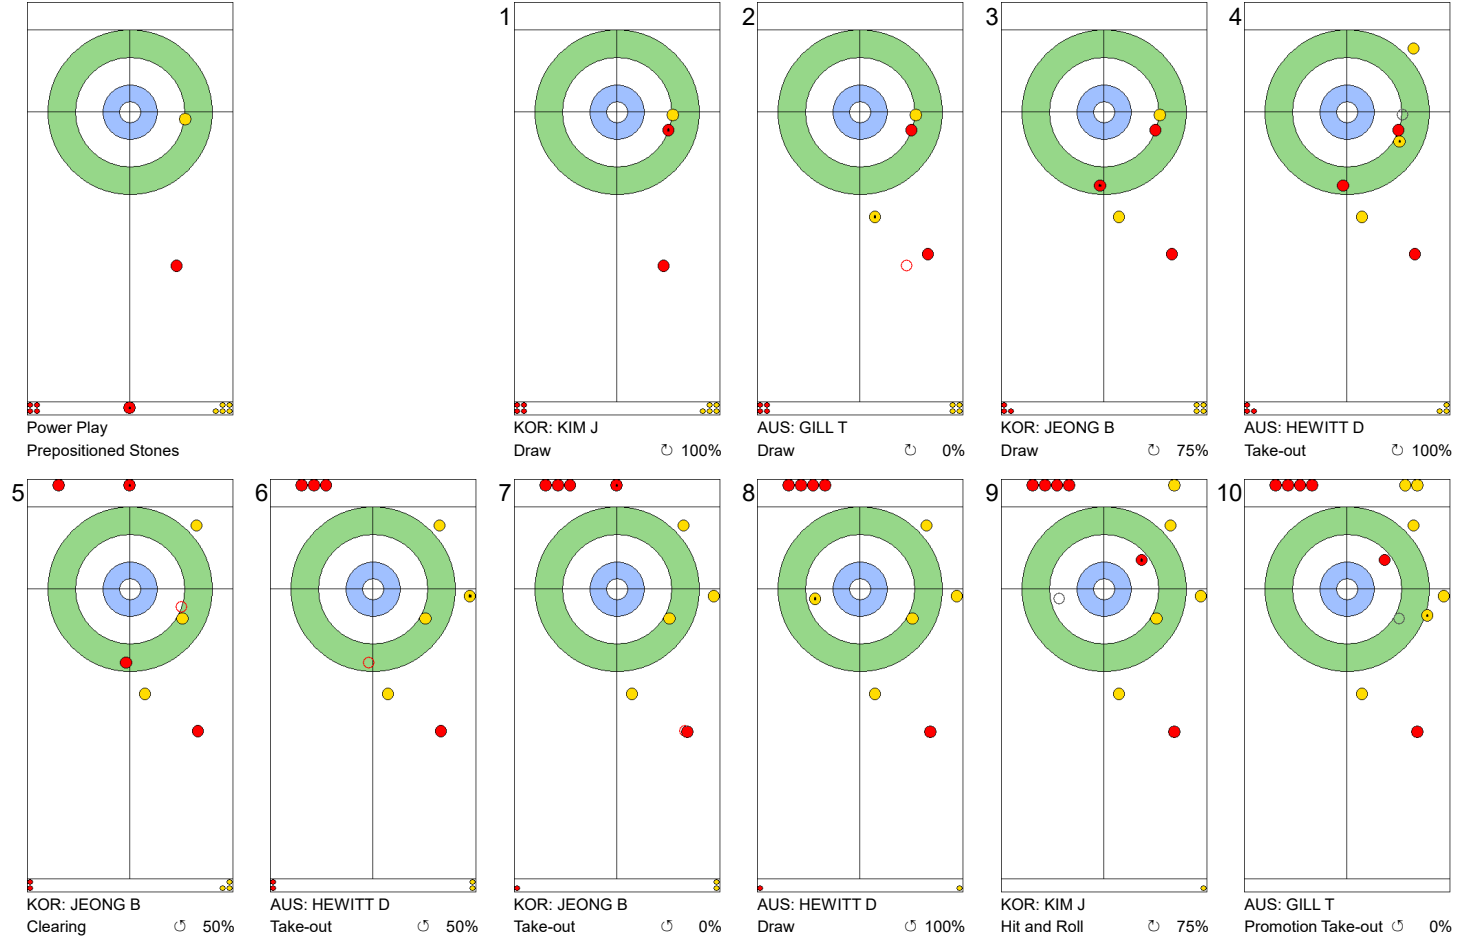 1
2
3
4
Power Play
Prepositioned Stones
KOR: KIM J
Draw ↻ 100%
AUS: GILL T
Draw ↻ 0%
KOR: JEONG B
Draw ↻ 75%
AUS: HEWITT D
Take-out ↻ 100%
5
6
7
8
9
10
KOR: JEONG B
Clearing ↺ 50%
AUS: HEWITT D
Take-out ↺ 50%
KOR: JEONG B
Take-out ↺ 0%
AUS: HEWITT D
Draw ↺ 100%
KOR: KIM J
Hit and Roll ↻ 75%
AUS: GILL T
Promotion Take-out ↺ 0%